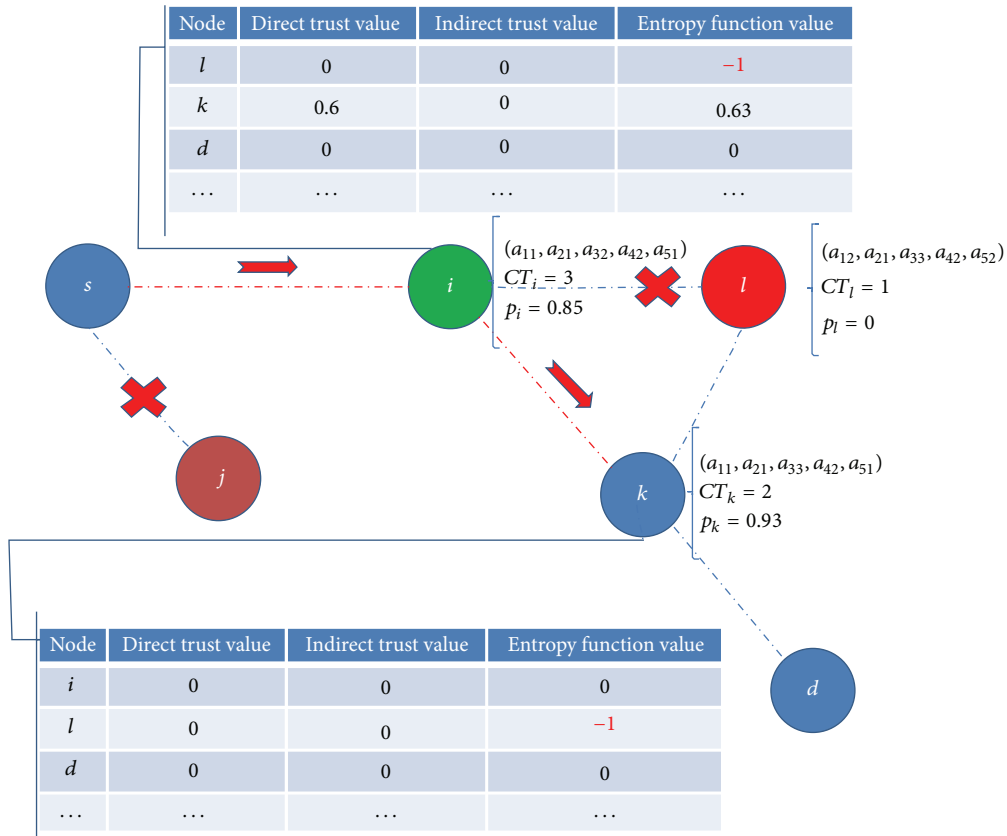 Node Direct trust value Indirect trust value Entropy function value
l 0 0 −1
k 0.6 0 0.63
d 0 0 0
... ... ... ...
s
i
(a₁₁, a₂₁, a₃₂, a₄₂, a₅₁)
CTᵢ = 3
pᵢ = 0.85
l
(a₁₂, a₂₁, a₃₃, a₄₂, a₅₂)
CTₗ = 1
pₗ = 0
j
k
(a₁₁, a₂₁, a₃₃, a₄₂, a₅₁)
CTₖ = 2
pₖ = 0.93
d
Node Direct trust value Indirect trust value Entropy function value
i 0 0 0
l 0 0 −1
d 0 0 0
... ... ... ...